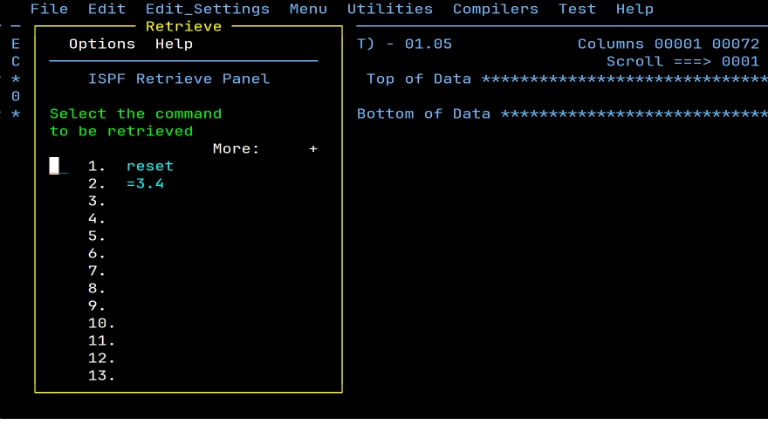 File  Edit  Edit_Settings  Menu  Utilities  Compilers  Test  Help
Retrieve
E  Options  Help  T) - 01.05  Columns 00001 00072
C  Scroll ===> 0001
*  ISPF Retrieve Panel  Top of Data ******************************
0
*  Select the command  Bottom of Data ****************************
to be retrieved
More:  +
1.  reset
2.  =3.4
3.
4.
5.
6.
7.
8.
9.
10.
11.
12.
13.